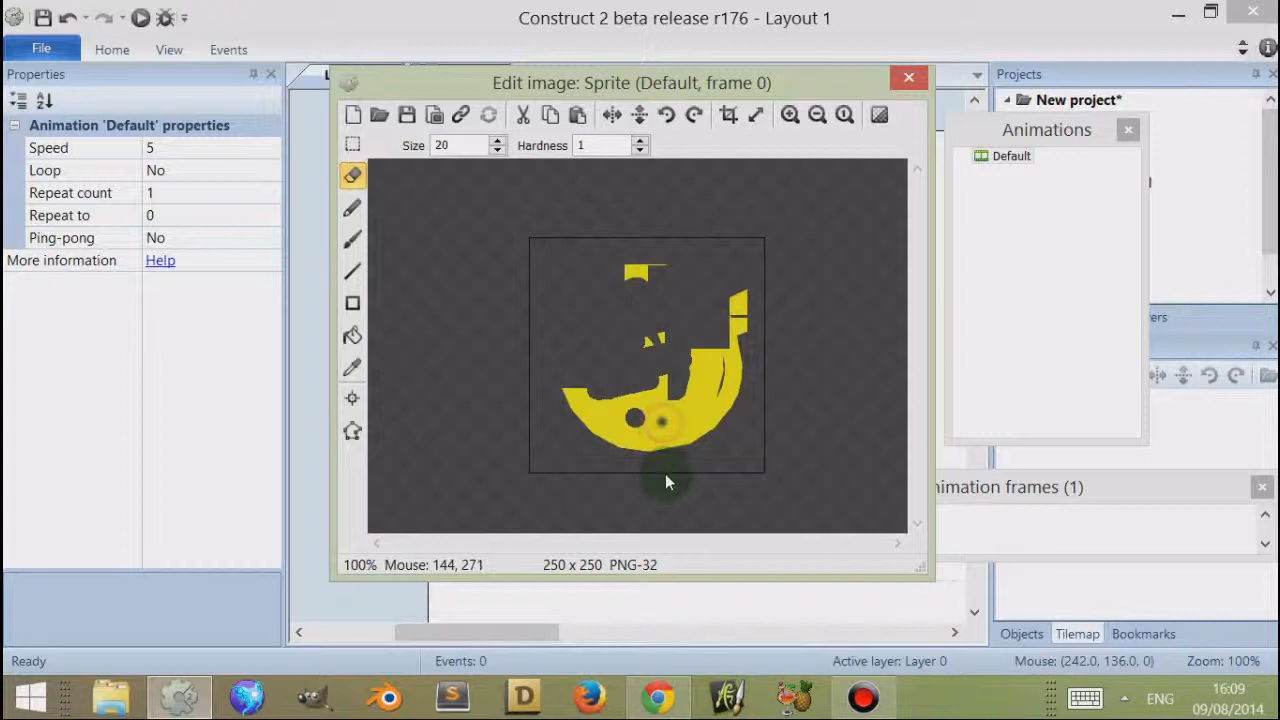 Construct 2 beta release r176 - Layout 1
File
Home
View
Events
Properties
Animation 'Default' properties
Speed 5
Loop No
Repeat count 1
Repeat to 0
Ping-pong No
More information Help
Edit image: Sprite (Default, frame 0)
Size 20 Hardness 1
100% Mouse: 144, 271 250 x 250 PNG-32
Projects
New project*
Animations
Default
nimation frames (1)
Objects Tilemap Bookmarks
Ready Events: 0 Active layer: Layer 0 Mouse: (242.0, 136.0, 0) Zoom: 100%
ENG
16:09
09/08/2014